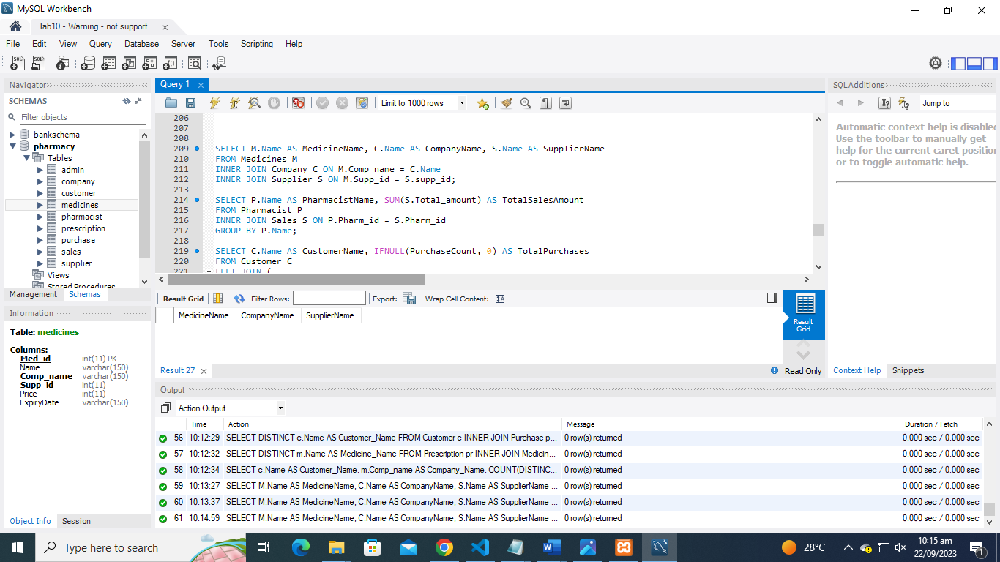 MySQL Workbench
lab10 - Warning - not support...
File Edit View Query Database Server Tools Scripting Help
Navigator
SCHEMAS
Filter objects
bankschema
pharmacy
Tables
admin
company
customer
medicines
pharmacist
prescription
purchase
sales
supplier
Views
Stored Procedures
Management Schemas
Information
Table: medicines
Columns:
Med_id int(11) PK
Name varchar(150)
Comp_name varchar(150)
Supp_id int(11)
Price int(11)
ExpiryDate varchar(150)
Object Info Session
Query 1
Limit to 1000 rows
206
207
208
209 SELECT M.Name AS MedicineName, C.Name AS CompanyName, S.Name AS SupplierName
210 FROM Medicines M
211 INNER JOIN Company C ON M.Comp_name = C.Name
212 INNER JOIN Supplier S ON M.Supp_id = S.supp_id;
213
214 SELECT P.Name AS PharmacistName, SUM(S.Total_amount) AS TotalSalesAmount
215 FROM Pharmacist P
216 INNER JOIN Sales S ON P.Pharm_id = S.Pharm_id
217 GROUP BY P.Name;
218
219 SELECT C.Name AS CustomerName, IFNULL(PurchaseCount, 0) AS TotalPurchases
220 FROM Customer C
221 LEFT JOIN (
Result Grid Filter Rows: Export: Wrap Cell Content:
MedicineName CompanyName SupplierName
Result Grid
Result 27
Read Only
Output
Action Output
Time Action Message Duration / Fetch
56 10:12:29 SELECT DISTINCT c.Name AS Customer_Name FROM Customer c INNER JOIN Purchase p... 0 row(s) returned 0.000 sec / 0.000 sec
57 10:12:32 SELECT DISTINCT m.Name AS Medicine_Name FROM Prescription pr INNER JOIN Medicin... 0 row(s) returned 0.000 sec / 0.000 sec
58 10:12:34 SELECT c.Name AS Customer_Name, m.Comp_name AS Company_Name, COUNT(DISTINC... 0 row(s) returned 0.000 sec / 0.000 sec
59 10:13:27 SELECT M.Name AS MedicineName, C.Name AS CompanyName, S.Name AS SupplierName ... 0 row(s) returned 0.000 sec / 0.000 sec
60 10:13:37 SELECT M.Name AS MedicineName, C.Name AS CompanyName, S.Name AS SupplierName ... 0 row(s) returned 0.000 sec / 0.000 sec
61 10:14:59 SELECT M.Name AS MedicineName, C.Name AS CompanyName, S.Name AS SupplierName ... 0 row(s) returned 0.000 sec / 0.000 sec
SQLAdditions
Jump to
Automatic context help is disabled
Use the toolbar to manually get
help for the current caret position
or to toggle automatic help.
Context Help Snippets
Type here to search
28°C
10:15 am
22/09/2023
1